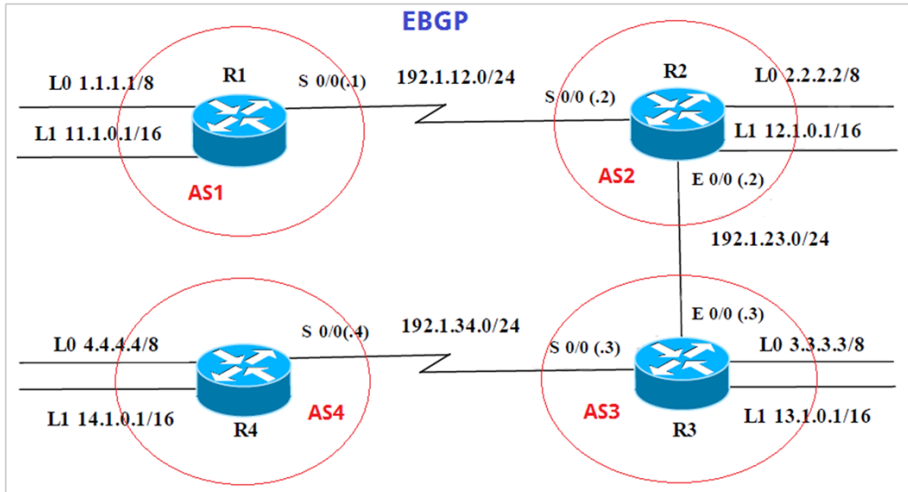 EBGP
L0 1.1.1.1/8
R1
S 0/0(.1)
192.1.12.0/24
S 0/0 (.2)
R2
L0 2.2.2.2/8
L1 11.1.0.1/16
L1 12.1.0.1/16
AS1
AS2
E 0/0 (.2)
192.1.23.0/24
E 0/0 (.3)
L0 4.4.4.4/8
S 0/0(.4)
192.1.34.0/24
S 0/0 (.3)
L0 3.3.3.3/8
L1 14.1.0.1/16
AS4
AS3
L1 13.1.0.1/16
R4
R3